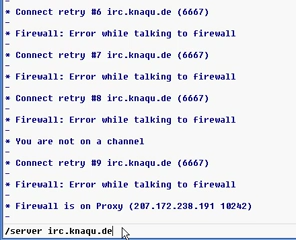 * Connect retry #6 irc.knaqu.de (6667)
-
* Firewall: Error while talking to firewall
-
* Connect retry #7 irc.knaqu.de (6667)
-
* Firewall: Error while talking to firewall
-
* Connect retry #8 irc.knaqu.de (6667)
-
* Firewall: Error while talking to firewall
-
* You are not on a channel
-
* Connect retry #9 irc.knaqu.de (6667)
-
* Firewall: Error while talking to firewall
-
* Firewall is on Proxy (207.172.238.191 10242)
-
/server irc.knaqu.de